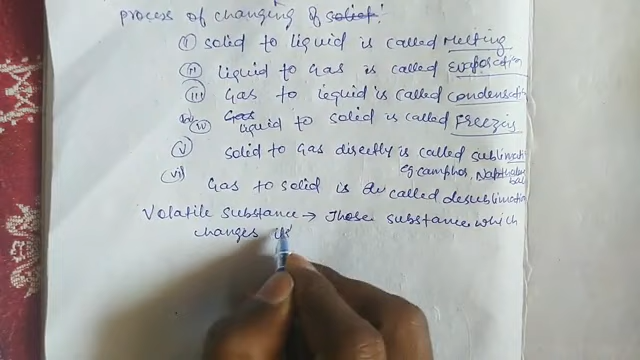 process of changing of solid:
(i) solid to liquid is called Melting
(ii) liquid to Gas is called evaporation
(iii) Gas to liquid is called condensation
(iv) Gas liquid to solid is called Freezing
(v) solid to Gas directly is called sublimation
eg camphor, Napthalene ball
(vi) Gas to solid is called desublimation
Volatile substance → Those substance which
changes